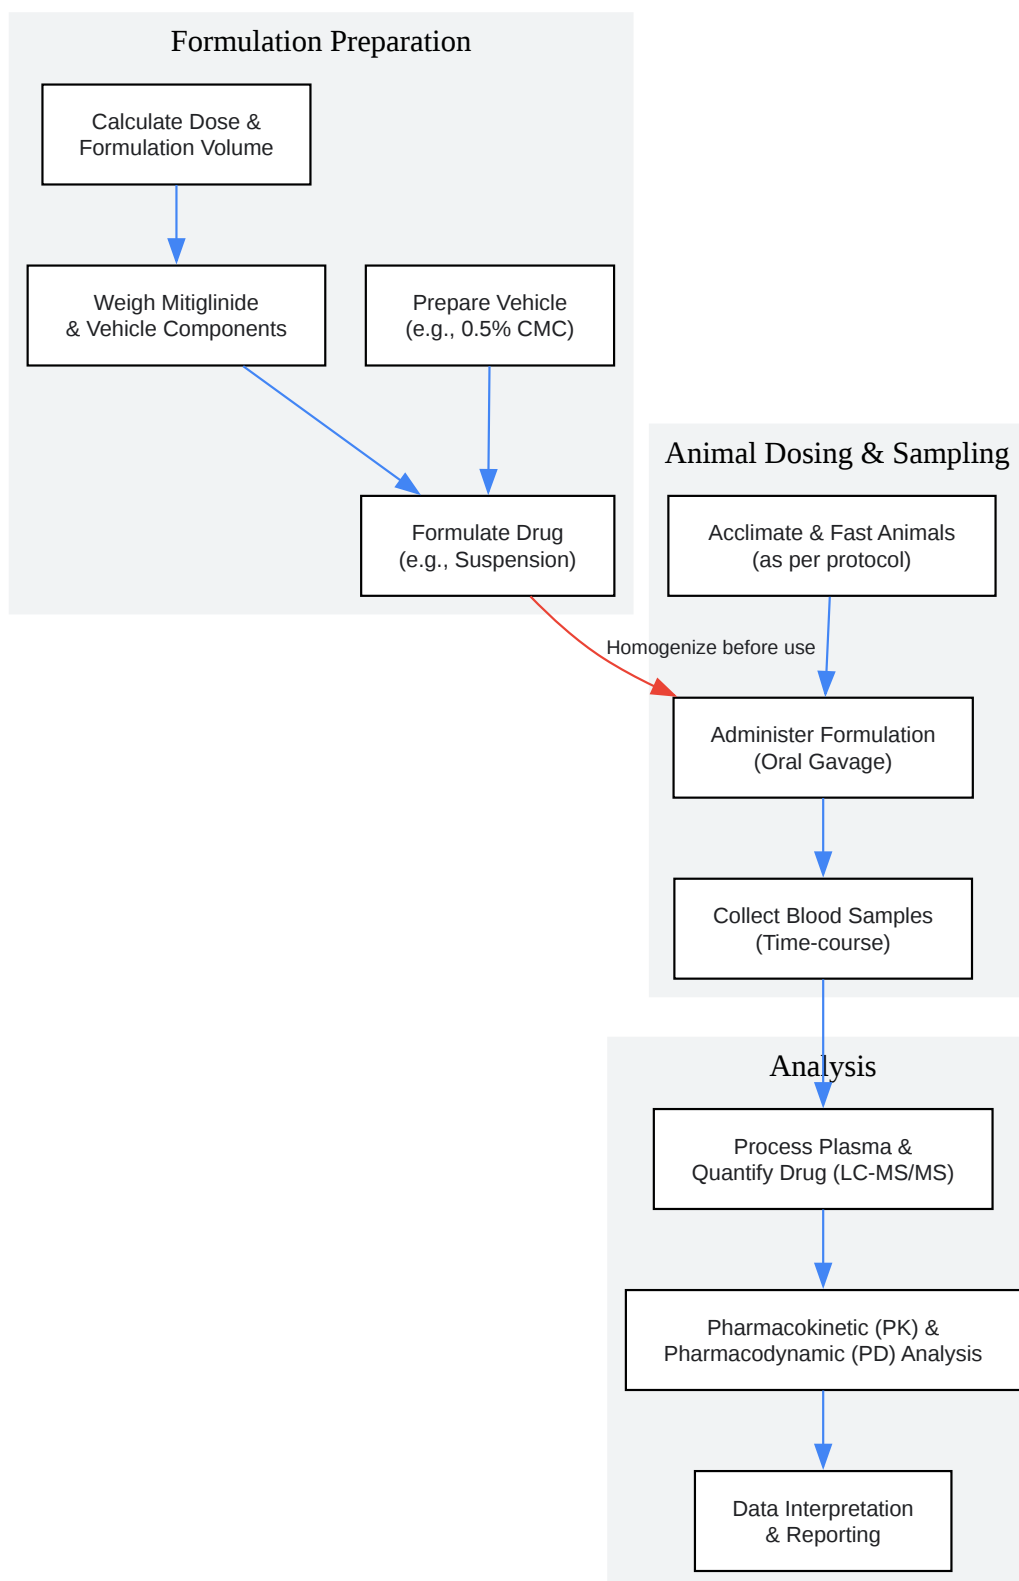 Formulation Preparation
Calculate Dose &
Formulation Volume
Weigh Mitiglinide
& Vehicle Components
Prepare Vehicle
(e.g., 0.5% CMC)
Formulate Drug
(e.g., Suspension)
Animal Dosing & Sampling
Acclimate & Fast Animals
(as per protocol)
Homogenize before use
Administer Formulation
(Oral Gavage)
Collect Blood Samples
(Time-course)
Analysis
Process Plasma &
Quantify Drug (LC-MS/MS)
Pharmacokinetic (PK) &
Pharmacodynamic (PD) Analysis
Data Interpretation
& Reporting